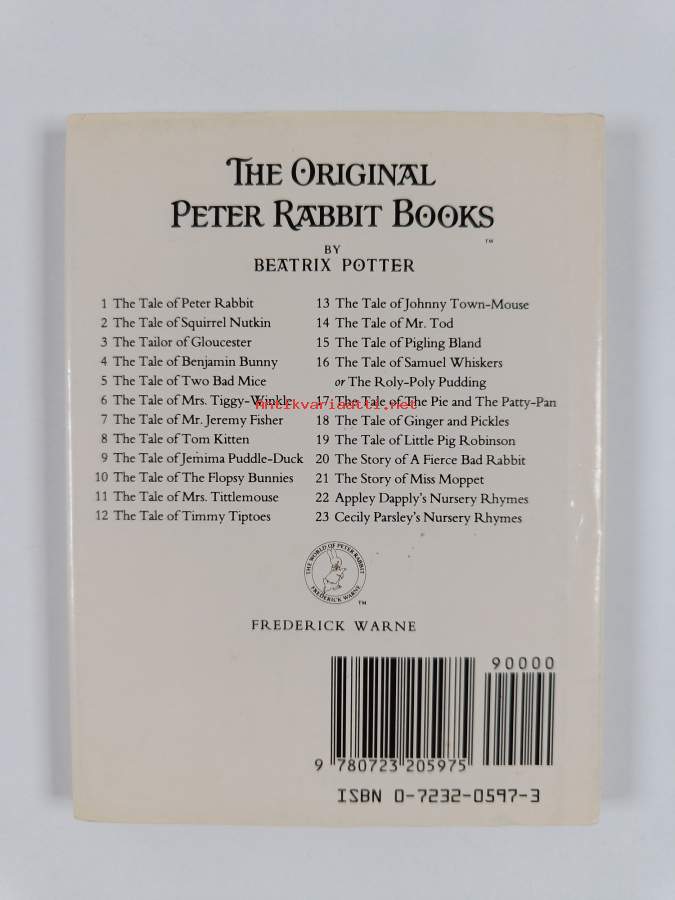 THE ORIGINAL
PETER RABBIT BOOKS
™
BY
BEATRIX POTTER
1 The Tale of Peter Rabbit
2 The Tale of Squirrel Nutkin
3 The Tailor of Gloucester
4 The Tale of Benjamin Bunny
5 The Tale of Two Bad Mice
6 The Tale of Mrs. Tiggy-Winkle
7 The Tale of Mr. Jeremy Fisher
8 The Tale of Tom Kitten
9 The Tale of Jemima Puddle-Duck
10 The Tale of The Flopsy Bunnies
11 The Tale of Mrs. Tittlemouse
12 The Tale of Timmy Tiptoes
13 The Tale of Johnny Town-Mouse
14 The Tale of Mr. Tod
15 The Tale of Pigling Bland
16 The Tale of Samuel Whiskers
or The Roly-Poly Pudding
17 The Tale of The Pie and The Patty-Pan
18 The Tale of Ginger and Pickles
19 The Tale of Little Pig Robinson
20 The Story of A Fierce Bad Rabbit
21 The Story of Miss Moppet
22 Appley Dapply's Nursery Rhymes
23 Cecily Parsley's Nursery Rhymes
Antikvariaatti.net
THE WORLD OF PETER RABBIT
FREDERICK WARNE
™
FREDERICK WARNE
90000
9 780723 205975
ISBN 0-7232-0597-3